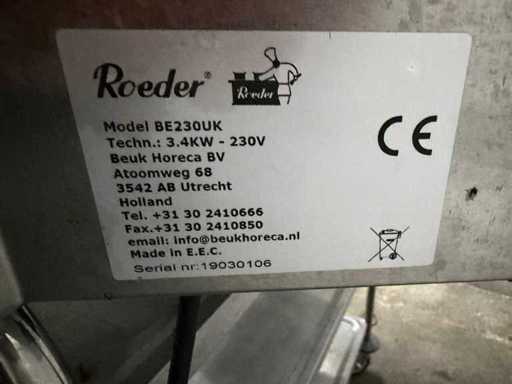 Roeder®
Roeder
Model BE230UK
Techn.: 3.4KW - 230V
Beuk Horeca BV
Atoomweg 68
3542 AB Utrecht
Holland
Tel. +31 30 2410666
Fax.+31 30 2410850
email: info@beukhoreca.nl
Made in E.E.C.
Serial nr:19030106
CE